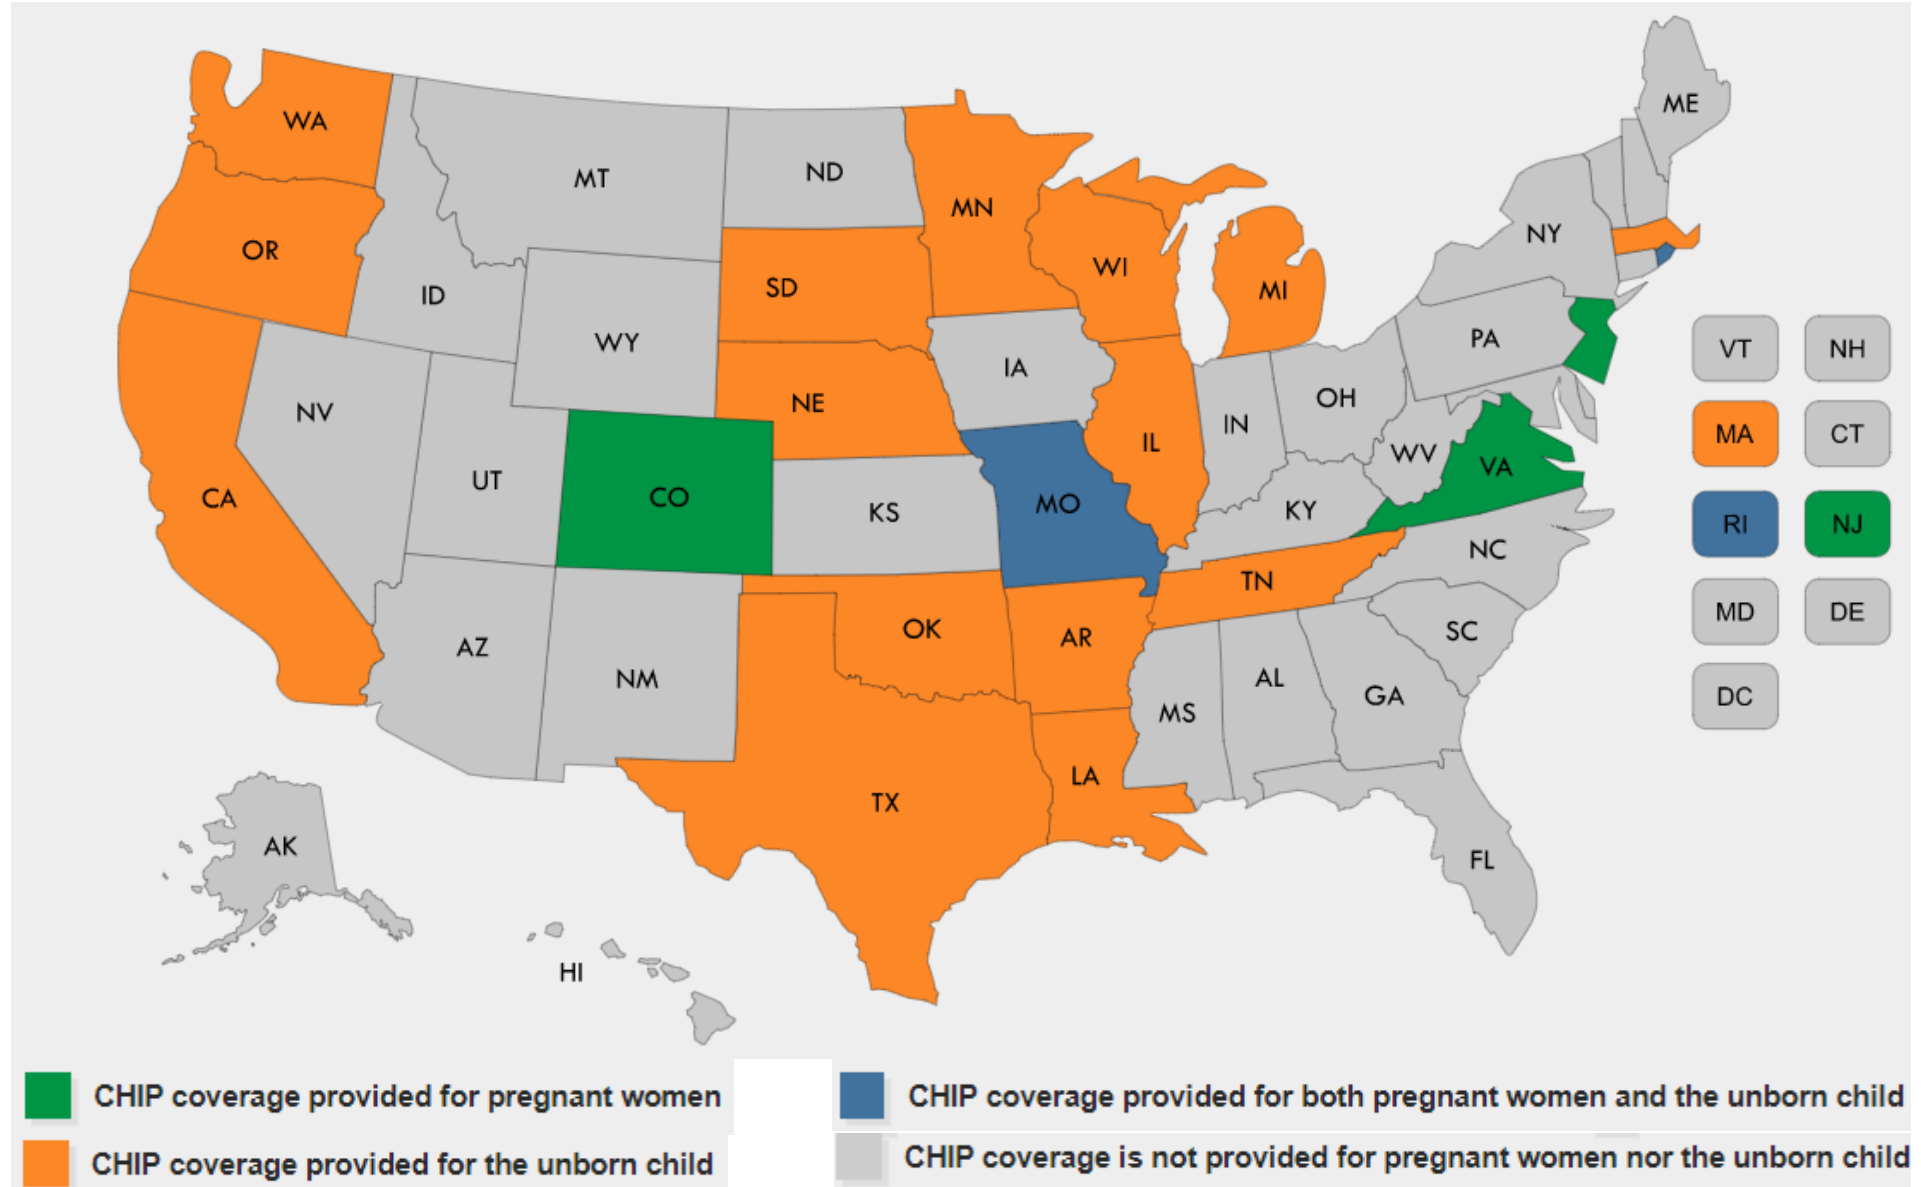 ME
WA
MT
ND
MN
OR
NY
WI
SD
MI
ID
WY
PA
VT
NH
IA
NE
OH
NV
IN
MA
CT
IL
WV
VA
UT
CO
CA
KS
MO
KY
RI
NJ
NC
TN
OK
AR
SC
MD
DE
AZ
NM
AL
GA
MS
DC
LA
TX
AK
FL
HI
CHIP coverage provided for pregnant women
CHIP coverage provided for both pregnant women and the unborn child
CHIP coverage provided for the unborn child
CHIP coverage is not provided for pregnant women nor the unborn child